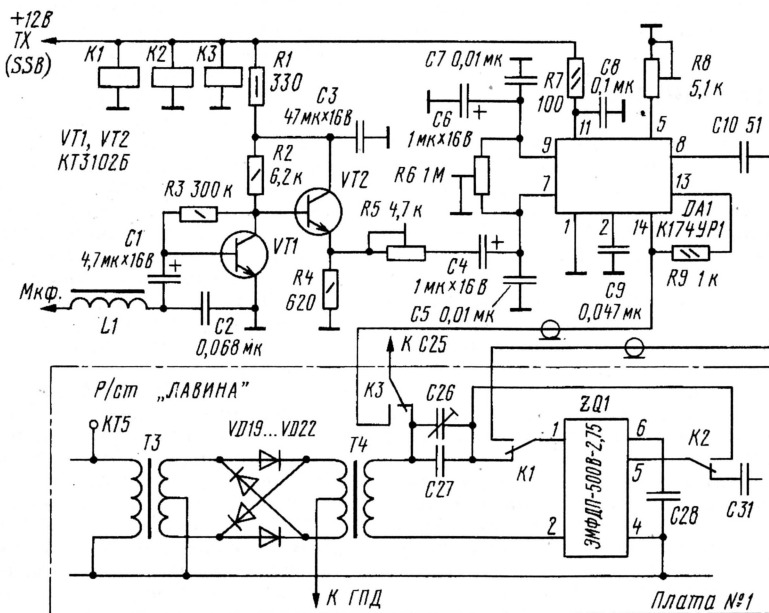 +12В
TX
(SSB)
K1
K2
K3
R1
330
C3
47мк×16В
VT1, VT2
КТ3102Б
R2
6,2к
VT2
R3 300к
C1
4,7мк×16В
VT1
Мкф.
L1
C2
0,068мк
R4
620
R5 4,7к
C7 0,01мк
C6
1мк×16В
R6 1М
C4
1мк×16В
C5 0,01мк
R7
100
C8
0,1мк
R8
5,1к
C10 51
11
5
9
7
8
13
1
2
14
DA1
К174УР1
R9 1к
C9
0,047мк
К C25
Р/ст „ЛАВИНА"
КТ5
T3
VD19...VD22
T4
K3
C26
C27
K1
ZQ1
ЭМФДП-500В-2,75
1
2
6
5
4
K2
C28
C31
К ГПД
Плата №1